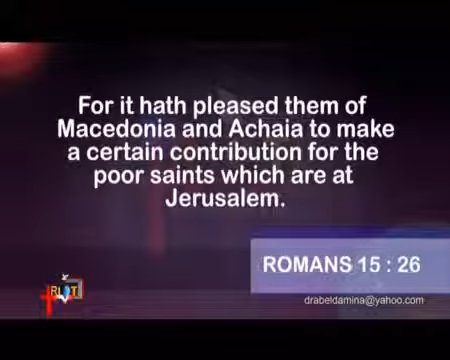 For it hath pleased them of
Macedonia and Achaia to make
a certain contribution for the
poor saints which are at
Jerusalem.
ROMANS 15 : 26
drabeldamina@yahoo.com